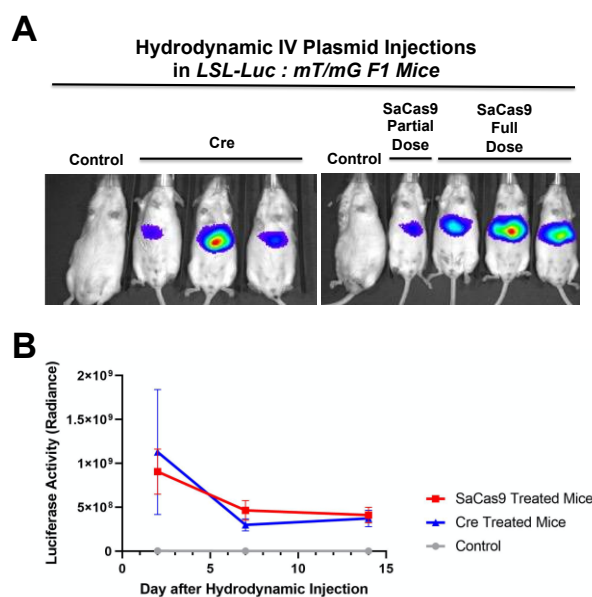 A
Hydrodynamic IV Plasmid Injections
in LSL-Luc : mT/mG F1 Mice
Control
Cre
Control
SaCas9
Partial
Dose
SaCas9
Full
Dose
B
Luciferase Activity (Radiance)
2×10⁹
1.5×10⁹
1×10⁹
5×10⁸
0
0
5
10
15
Day after Hydrodynamic Injection
SaCas9 Treated Mice
Cre Treated Mice
Control